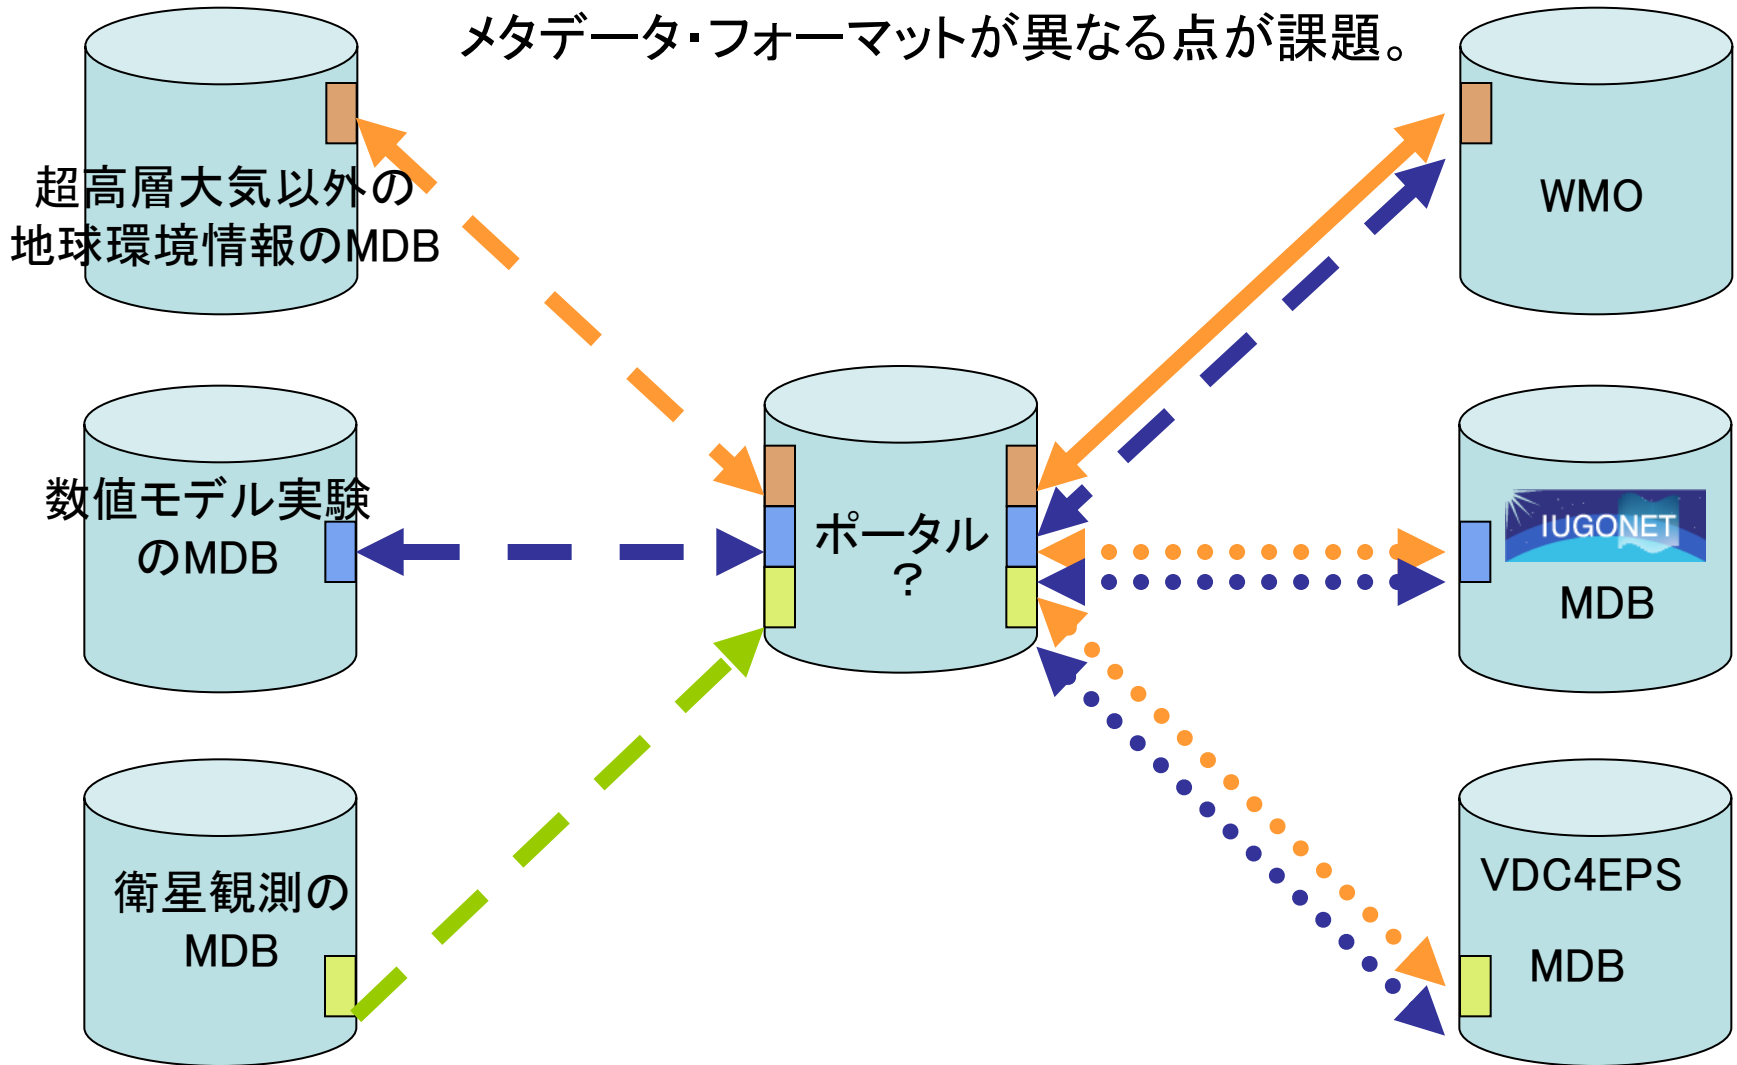 メタデータ・フォーマットが異なる点が課題。
超高層大気以外の
地球環境情報のMDB
WMO
数値モデル実験
のMDB
ポータル
?
IUGONET
MDB
衛星観測の
MDB
VDC4EPS
MDB